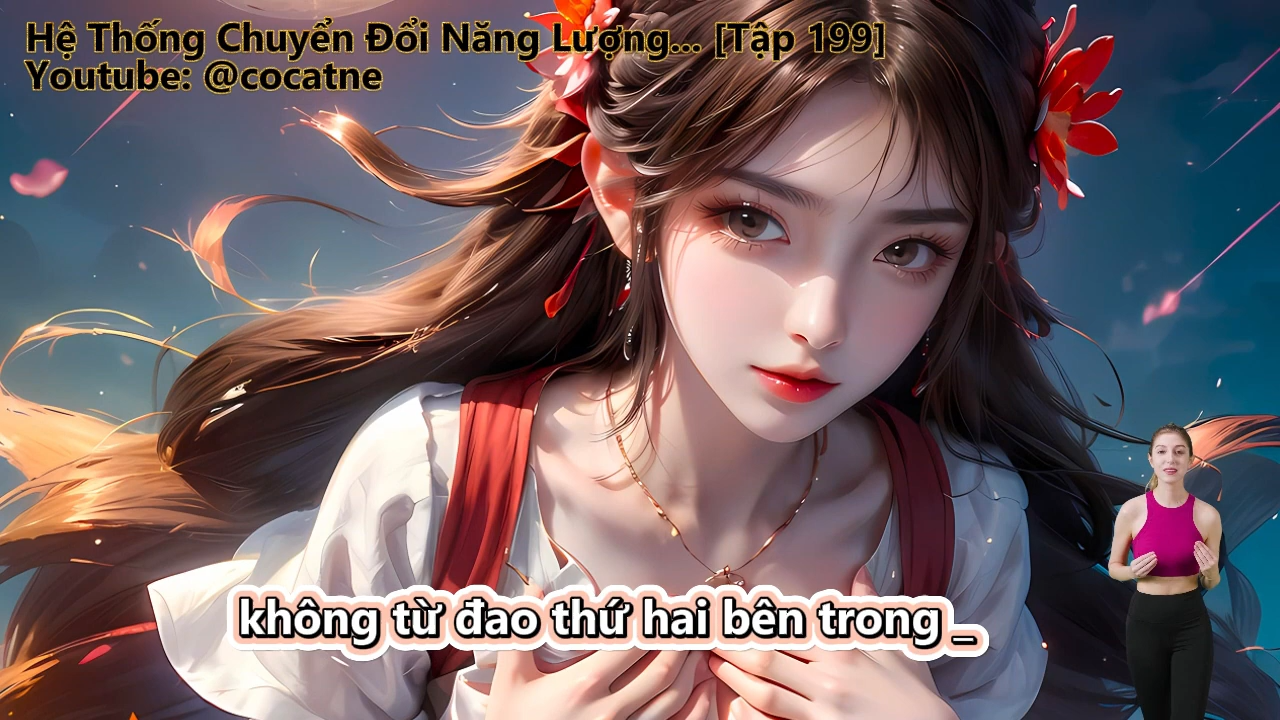 Hệ Thống Chuyển Đổi Năng Lượng... [Tập 199]
Youtube: @cocatne
không từ đao thứ hai bên trong _